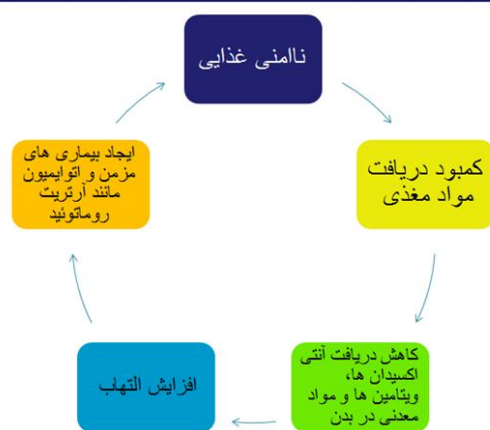 ناامنی غذایی
کمبود دریافت
مواد مغذی
کاهش دریافت آنتی
اکسیدان ها،
ویتامین ها و مواد
معدنی در بدن
افزایش التهاب
ایجاد بیماری های
مزمن و اتوایمیون
مانند آرتریت
روماتوئید